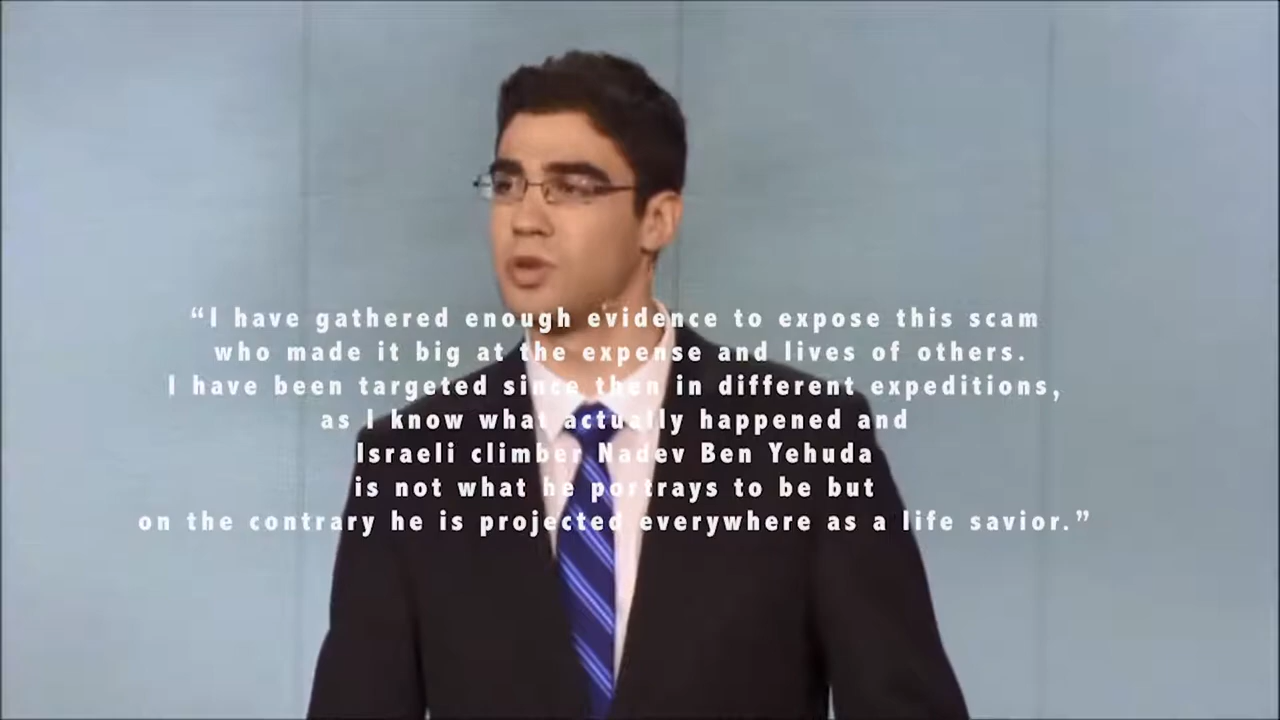 “I have gathered enough evidence to expose this scam
who made it big at the expense and lives of others.
I have been targeted since then in different expeditions,
as I know what actually happened and
Israeli climber Nadev Ben Yehuda
is not what he portrays to be but
on the contrary he is projected everywhere as a life savior.”